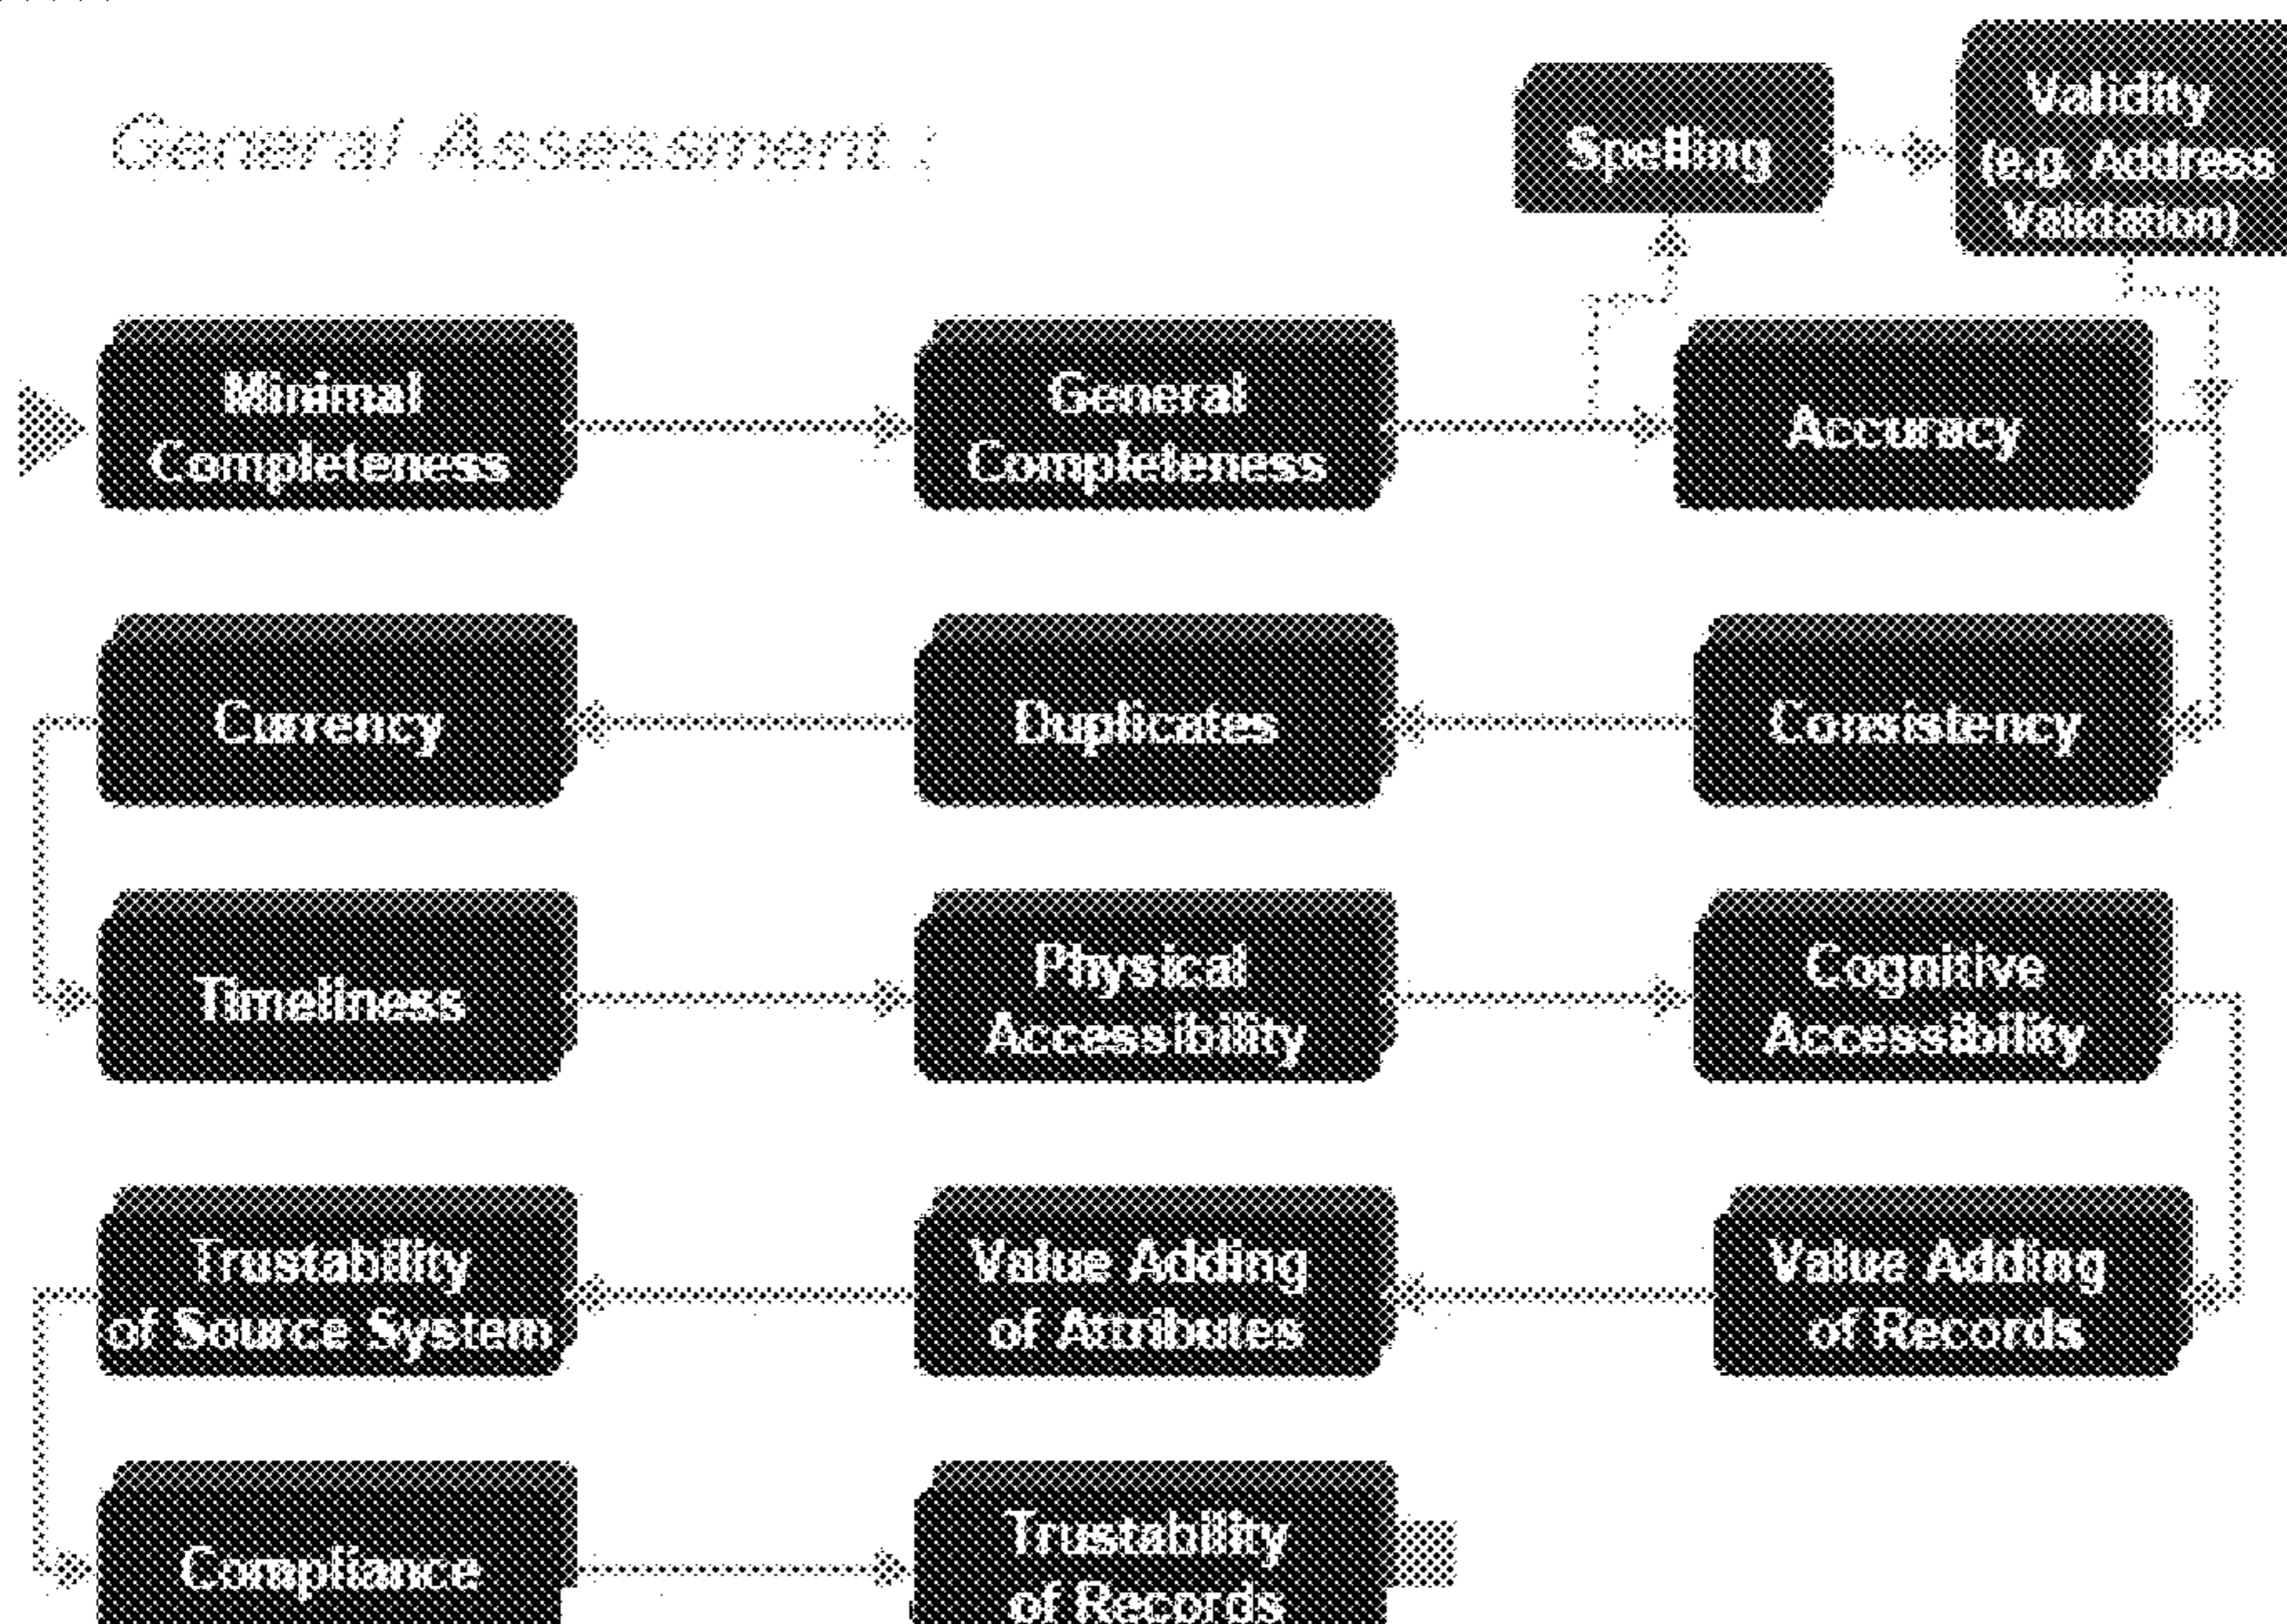 General Assessment :
Spelling
Validity
(e.g. Address
Validation)
Minimal
Completeness
General
Completeness
Accuracy
Currency
Duplicates
Consistency
Timeliness
Physical
Accessibility
Cognitive
Accessibility
Trustability
of Source System
Value Adding
of Attributes
Value Adding
of Records
Compliance
Trustability
of Records